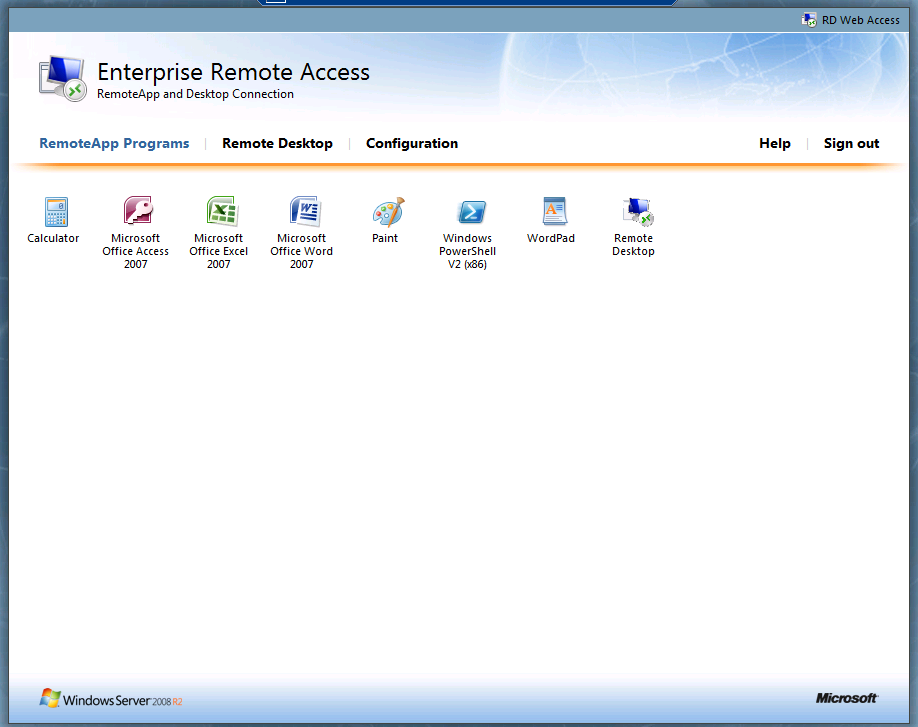 RD Web Access
Enterprise Remote Access
RemoteApp and Desktop Connection
RemoteApp Programs | Remote Desktop | Configuration
Help | Sign out
Calculator
Microsoft
Office Access
2007
Microsoft
Office Excel
2007
Microsoft
Office Word
2007
Paint
Windows
PowerShell
V2 (x86)
WordPad
Remote
Desktop
Windows Server 2008 R2
Microsoft